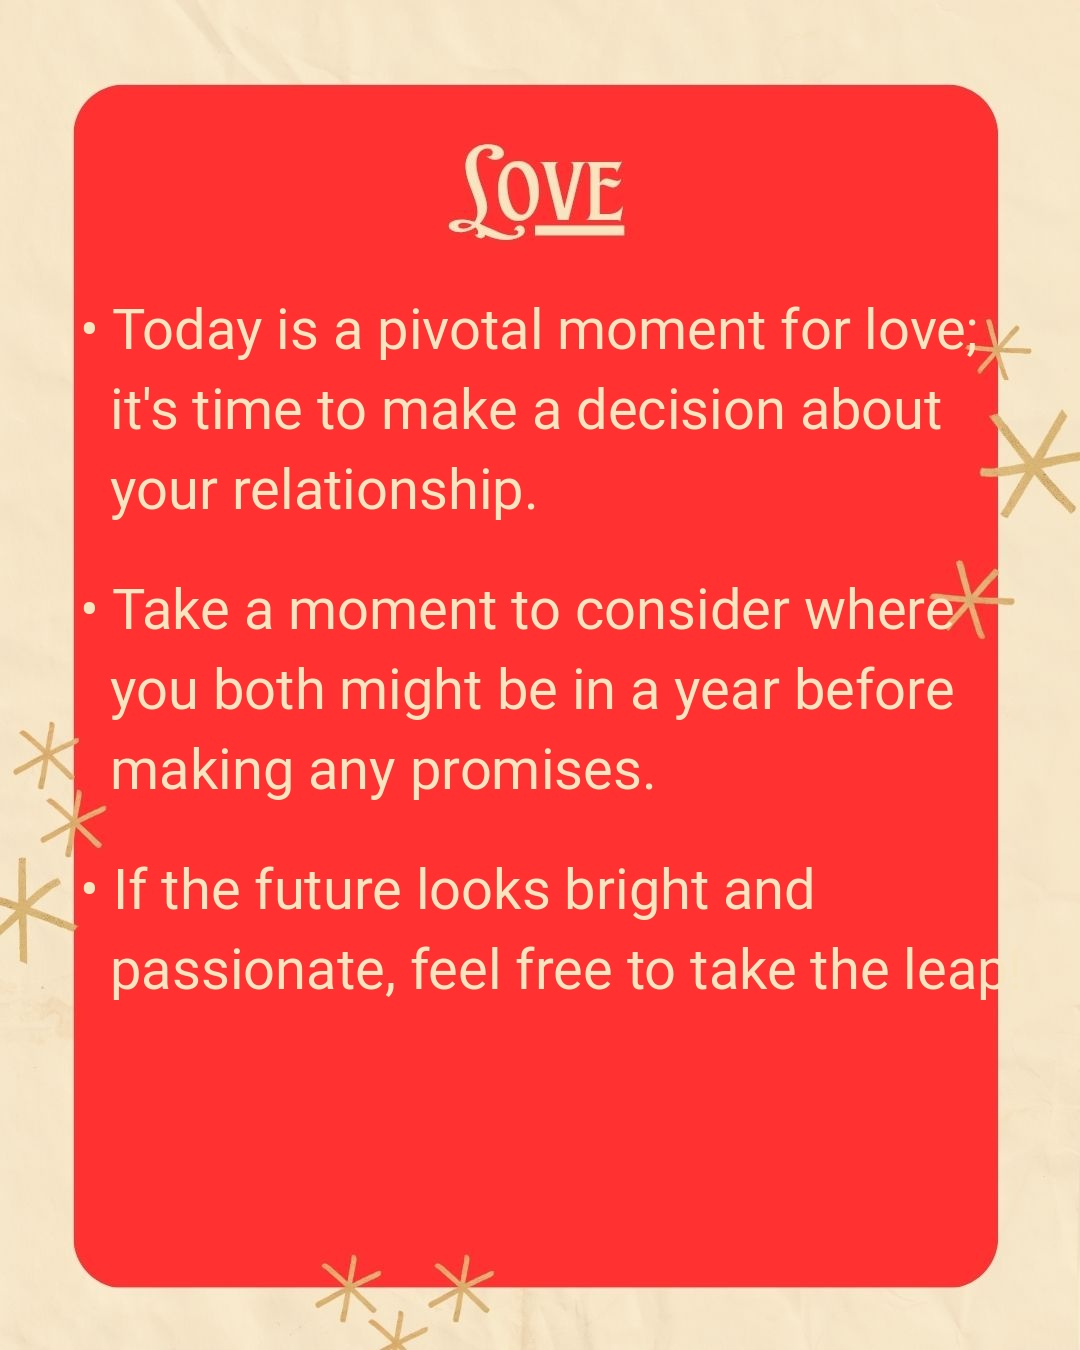 Love
• Today is a pivotal moment for love;
it's time to make a decision about
your relationship.
• Take a moment to consider where
you both might be in a year before
making any promises.
• If the future looks bright and
passionate, feel free to take the leap